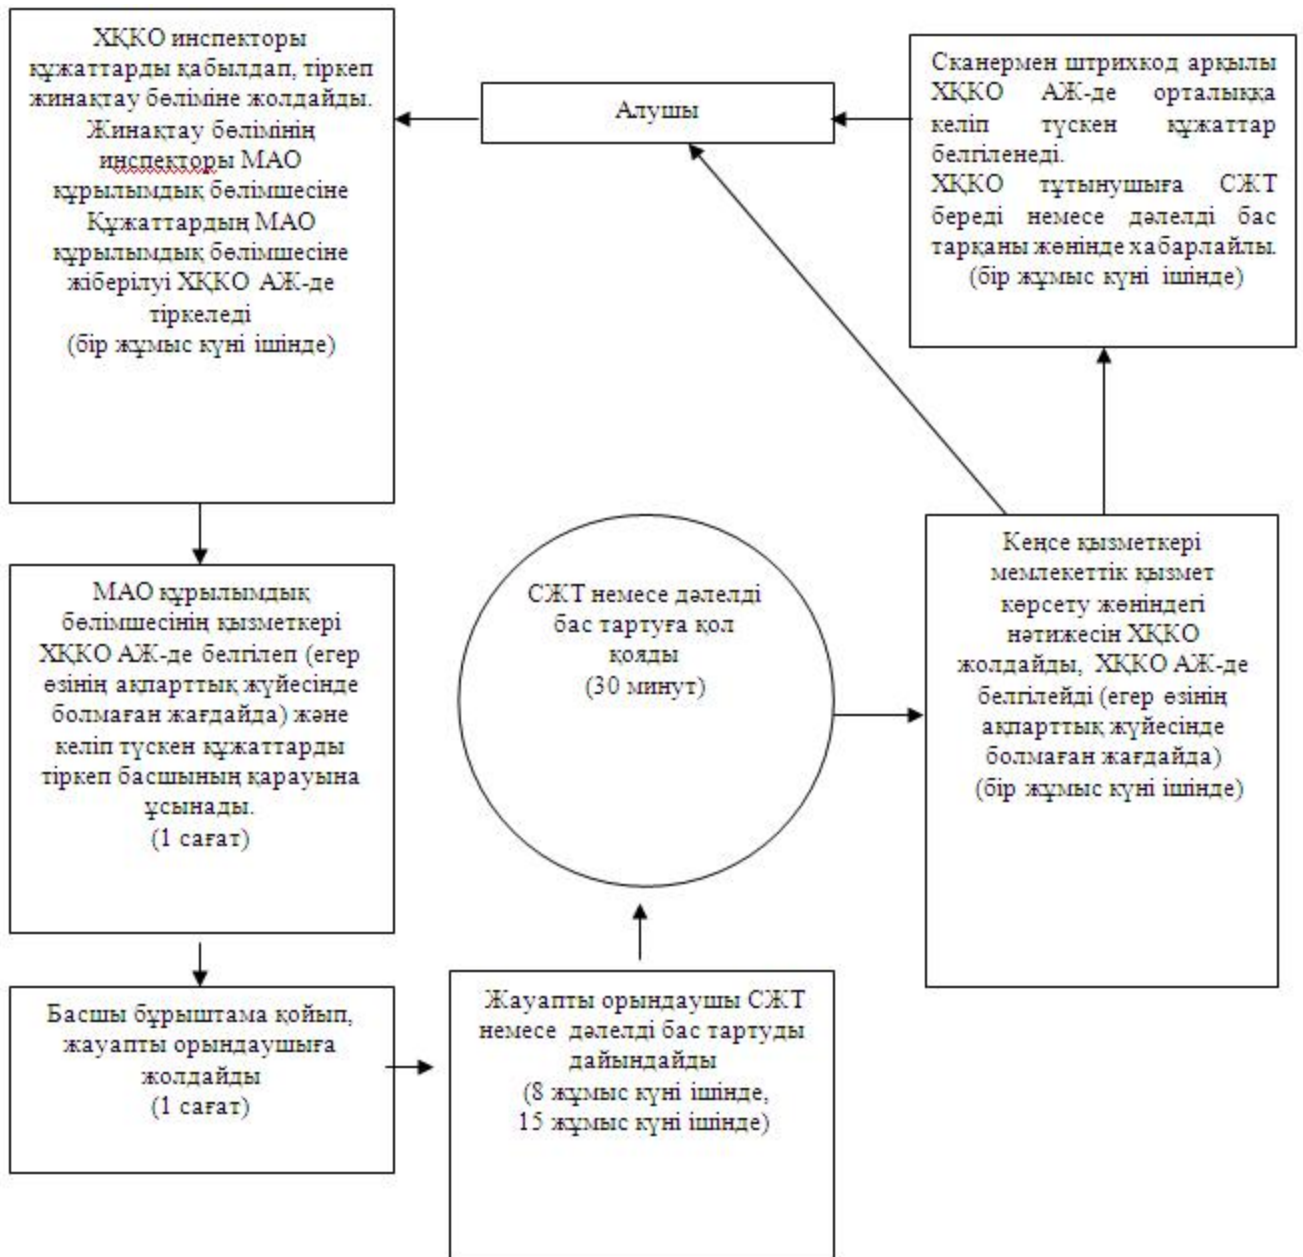 ХҚКО инспекторы
құжаттарды қабылдап, тіркеп
жинақтау бөліміне жолдайды.
Жинақтау бөлімінің
инспекторы МАО
құрылымдық бөлімшесіне
Құжаттардың МАО
құрылымдық бөлімшесіне
жіберілуі ХҚКО АЖ-де
тіркеледі
(бір жұмыс күні ішінде)
Алушы
Сканермен штрихкод арқылы
ХҚКО АЖ-де орталыққа
келіп түскен құжаттар
белгіленеді.
ХҚКО тұтынушыға СЖТ
береді немесе дәлелді бас
тарқаны жөнінде хабарлайлы.
(бір жұмыс күні ішінде)
МАО құрылымдық
бөлімшесінің қызметкері
ХҚКО АЖ-де белгілеп (егер
өзінің ақпарттық жүйесінде
болмаған жағдайда) және
келіп түскен құжаттарды
тіркеп басшының қарауына
ұсынады.
(1 сағат)
СЖТ немесе дәлелді
бас тартуға қол
қояды
(30 минут)
Кеңсе қызметкері
мемлекеттік қызмет
көрсету жөніндегі
нәтижесін ХҚКО
жолдайды, ХҚКО АЖ-де
белгілейді (егер өзінің
ақпарттық жүйесінде
болмаған жағдайда)
(бір жұмыс күні ішінде)
Басшы бұрыштама қойып,
жауапты орындаушыға
жолдайды
(1 сағат)
Жауапты орындаушы СЖТ
немесе дәлелді бас тартуды
дайындайды
(8 жұмыс күні ішінде,
15 жұмыс күні ішінде)